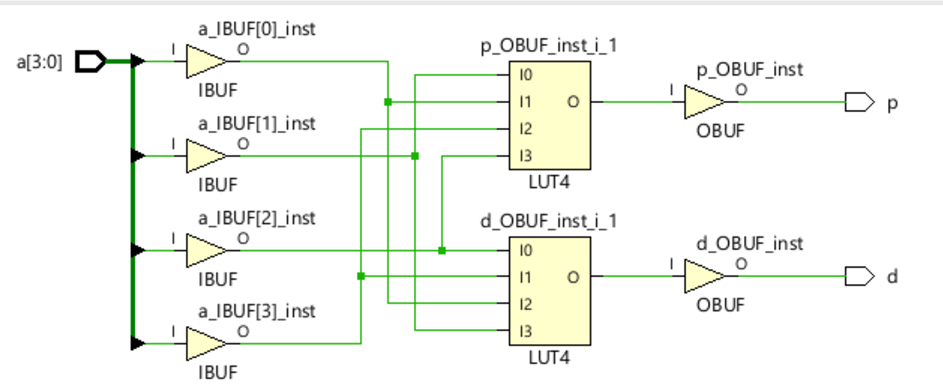 a[3:0]
a_IBUF[0]_inst
I
O
IBUF
a_IBUF[1]_inst
I
O
IBUF
a_IBUF[2]_inst
I
O
IBUF
a_IBUF[3]_inst
I
O
IBUF
p_OBUF_inst_i_1
I0
I1
I2
I3
O
LUT4
d_OBUF_inst_i_1
I0
I1
I2
I3
O
LUT4
p_OBUF_inst
I
O
OBUF
p
d_OBUF_inst
I
O
OBUF
d